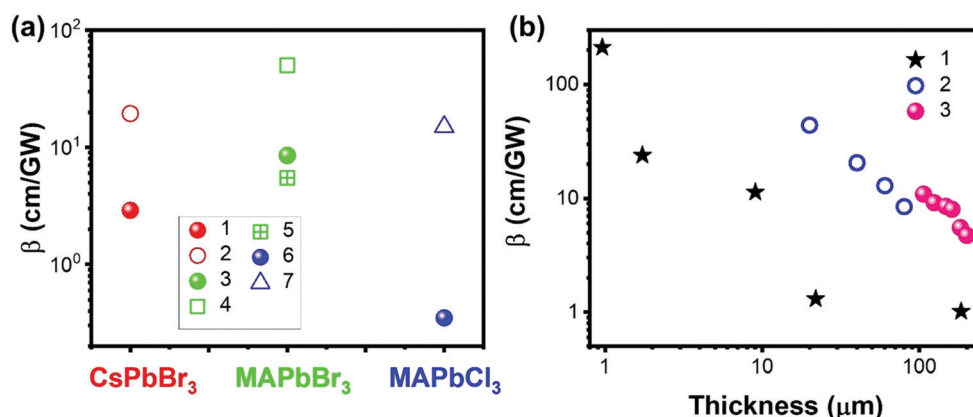 (a)
10²
10¹
10⁰
β (cm/GW)
1
2
3
4
5
6
7
CsPbBr₃
MAPbBr₃
MAPbCl₃
(b)
100
10
1
β (cm/GW)
1
2
3
1
10
100
Thickness (μm)